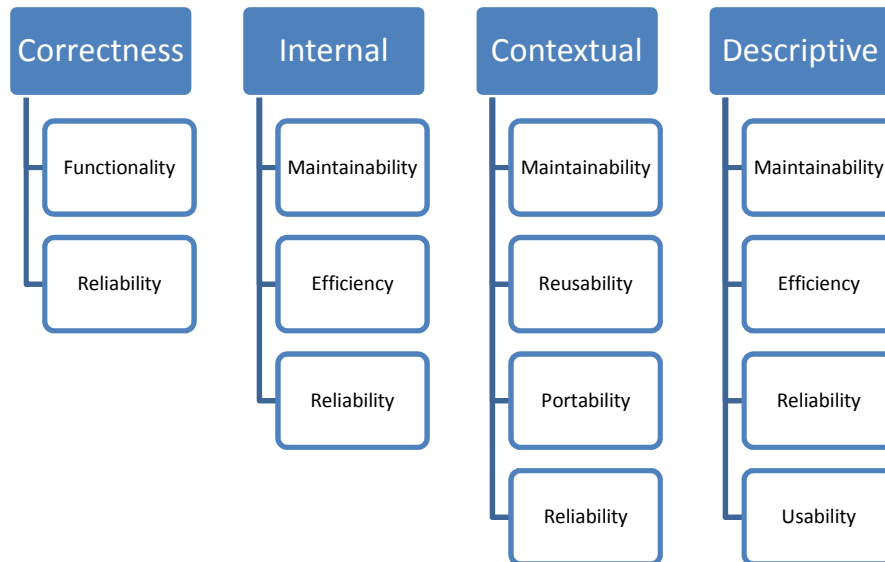 Correctness
Functionality
Reliability
Internal
Maintainability
Efficiency
Reliability
Contextual
Maintainability
Reusability
Portability
Reliability
Descriptive
Maintainability
Efficiency
Reliability
Usability